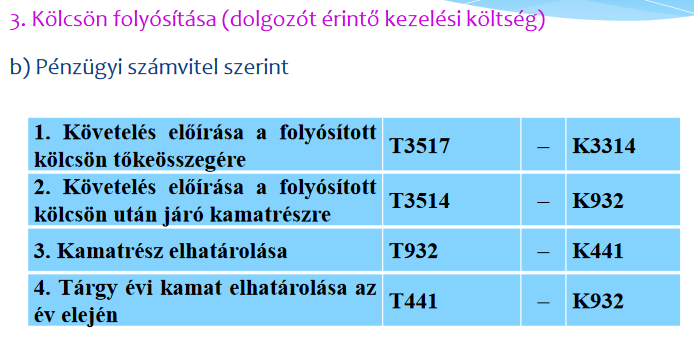 3. Kölcsön folyósítása (dolgozót érintő kezelési költség)
b) Pénzügyi számvitel szerint
1. Követelés előírása a folyósított
kölcsön tőkeösszegére
T3517 – K3314
2. Követelés előírása a folyósított
kölcsön után járó kamatrészre
T3514 – K932
3. Kamatrész elhatárolása T932 – K441
4. Tárgy évi kamat elhatárolása az
év elején
T441 – K932